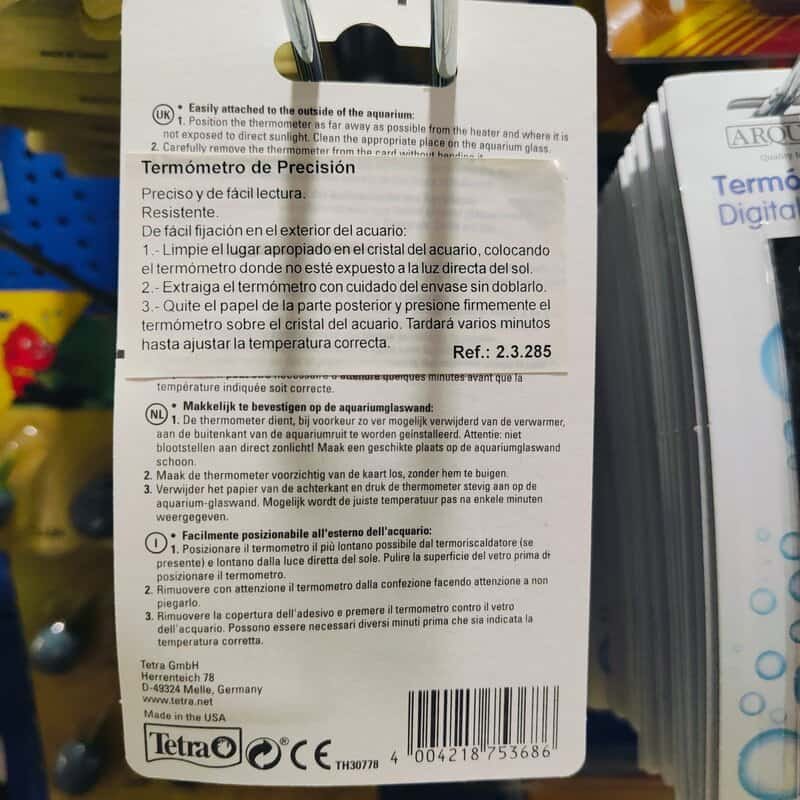 UK • Easily attached to the outside of the aquarium:
1. Position the thermometer as far away as possible from the heater and where it is
not exposed to direct sunlight. Clean the appropriate place on the aquarium glass.
2. Carefully remove the thermometer from the card without bending it
Termómetro de Precisión
Preciso y de fácil lectura.
Resistente.
De fácil fijación en el exterior del acuario:
1.- Limpie el lugar apropiado en el cristal del acuario, colocando
el termómetro donde no esté expuesto a la luz directa del sol.
2.- Extraiga el termómetro con cuidado del envase sin doblarlo.
3.- Quite el papel de la parte posterior y presione firmemente el
termómetro sobre el cristal del acuario. Tardará varios minutos
hasta ajustar la temperatura correcta.
Ref.: 2.3.285
quelques minutes avant que la
température indiquée soit correcte.
NL • Makkelijk te bevestigen op de aquariumglaswand:
1. De thermometer dient, bij voorkeur zo ver mogelijk verwijderd van de verwarmer,
aan de buitenkant van de aquariumruit te worden geïnstalleerd. Attentie: niet
blootstellen aan direct zonlicht! Maak een geschikte plaats op de aquariumglaswand
schoon.
2. Maak de thermometer voorzichtig van de kaart los, zonder hem te buigen.
3. Verwijder het papier van de achterkant en druk de thermometer stevig aan op de
aquarium-glaswand. Mogelijk wordt de juiste temperatuur pas na enkele minuten
weergegeven.
I • Facilmente posizionabile all'esterno dell'acquario:
1. Posizionare il termometro il più lontano possibile dal termoriscaldatore (se
presente) e lontano dalla luce diretta del sole. Pulire la superficie del vetro prima di
posizionare il termometro.
2. Rimuovere con attenzione il termometro dalla confezione facendo attenzione a non
piegarlo.
3. Rimuovere la copertura dell'adesivo e premere il termometro contro il vetro
dell'acquario. Possono essere necessari diversi minuti prima che sia indicata la
temperatura corretta.
Tetra GmbH
Herrenteich 78
D-49324 Melle, Germany
www.tetra.net
Made in the USA
Tetra ® CE TH30778
4 004218 753686
ARQU
Termó
Digital